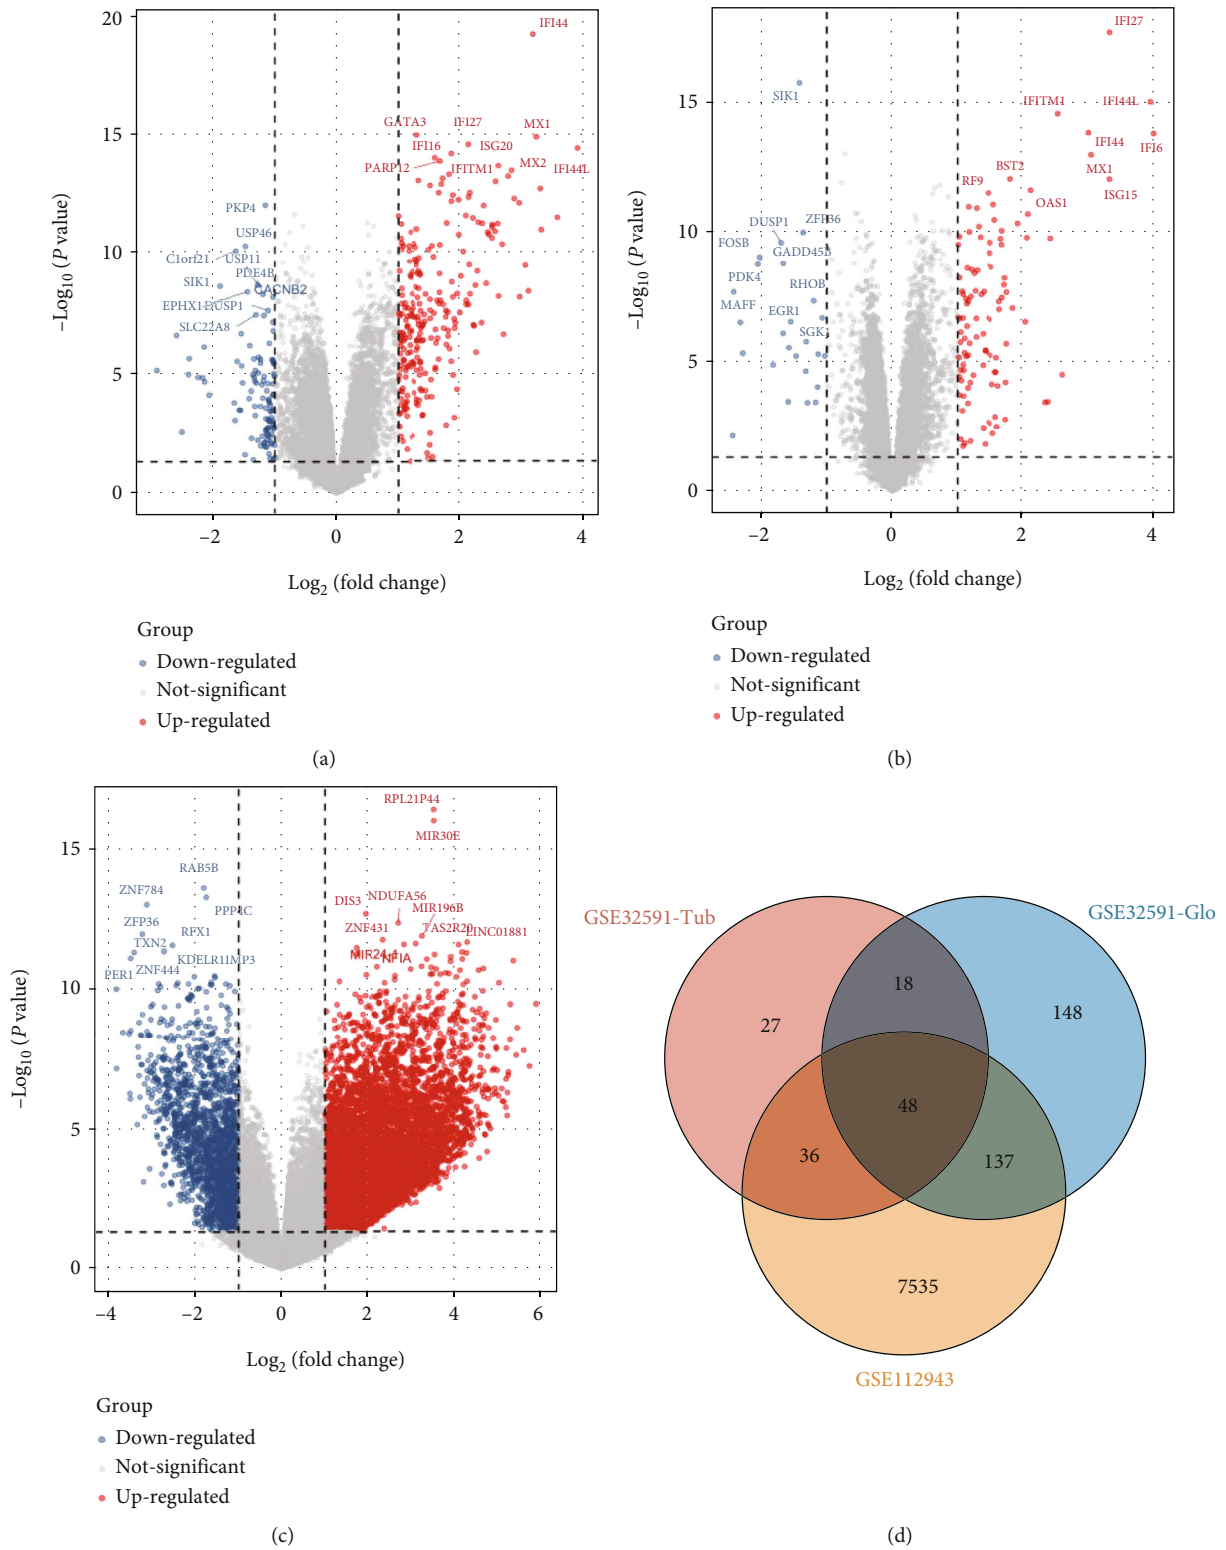 20
15
10
5
0
−Log10 (P value)
IFI44
GATA3
IFI27
MX1
IFI16
ISG20
PARP12
IFITM1
MX2
IFI44L
PKP4
USP46
C1orf21
USP11
PDE4B
SIK1
CACNB2
EPHX1
DUSP1
SLC22A8
−2
0
2
4
Log2 (fold change)
Group
Down-regulated
Not-significant
Up-regulated
(a)
15
10
5
0
−Log10 (P value)
IFI27
SIK1
IFITM1
IFI44L
IFI44
IFI6
MX1
BST2
RF9
ISG15
OAS1
DUSP1
ZFP36
FOSB
GADD45B
PDK4
RHOB
MAFF
EGR1
SGK1
−2
0
2
4
Log2 (fold change)
Group
Down-regulated
Not-significant
Up-regulated
(b)
15
10
5
0
−Log10 (P value)
RPL21P44
MIR30E
RAB5B
ZNF784
PPP4C
ZFP36
RFX1
TXN2
KDELR1
IMP3
PER1
ZNF444
DIS3
NDUFA56
MIR196B
ZNF431
TAS2R20
LINC01881
MIR24
NFIA
−4
−2
0
2
4
6
Log2 (fold change)
Group
Down-regulated
Not-significant
Up-regulated
(c)
GSE32591-Tub
GSE32591-Glo
18
27
148
48
36
137
7535
GSE112943
(d)